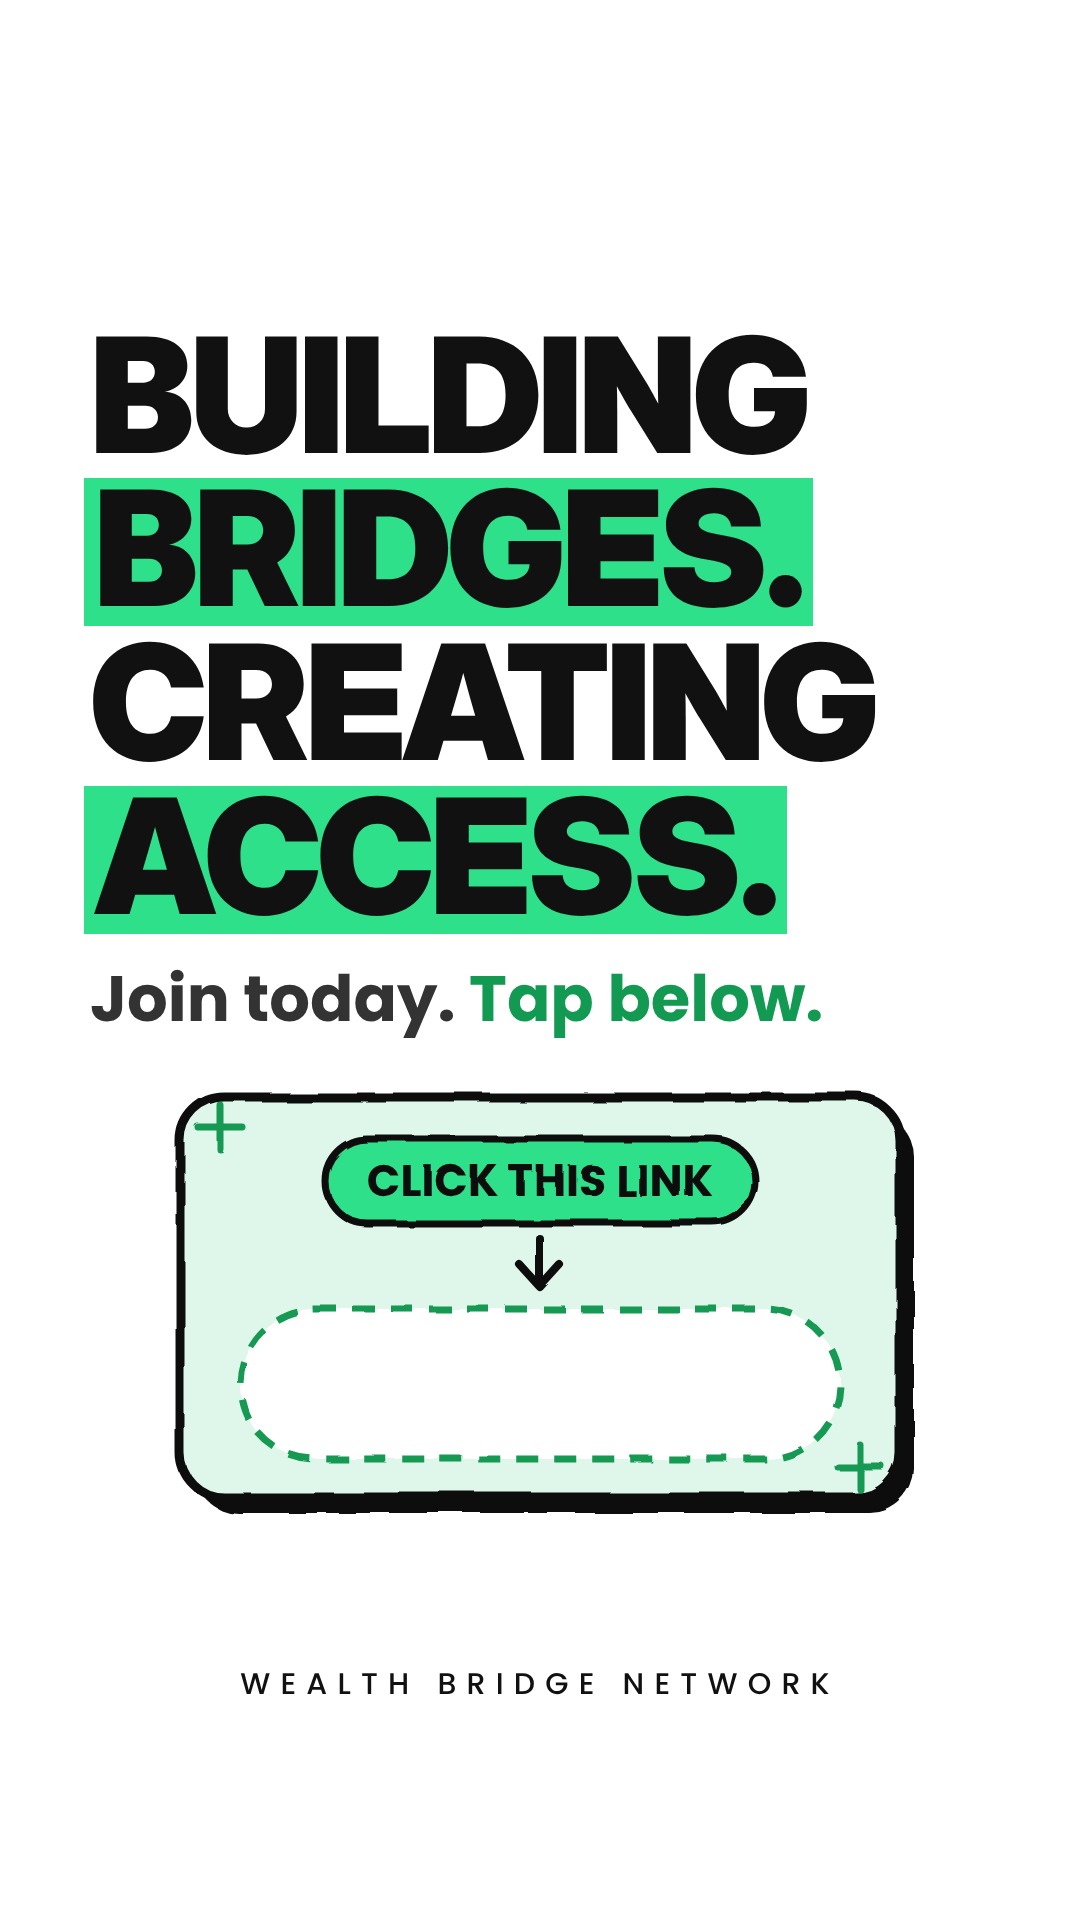 BUILDING
BRIDGES.
CREATING
ACCESS.
Join today. Tap below.
CLICK THIS LINK
WEALTH BRIDGE NETWORK